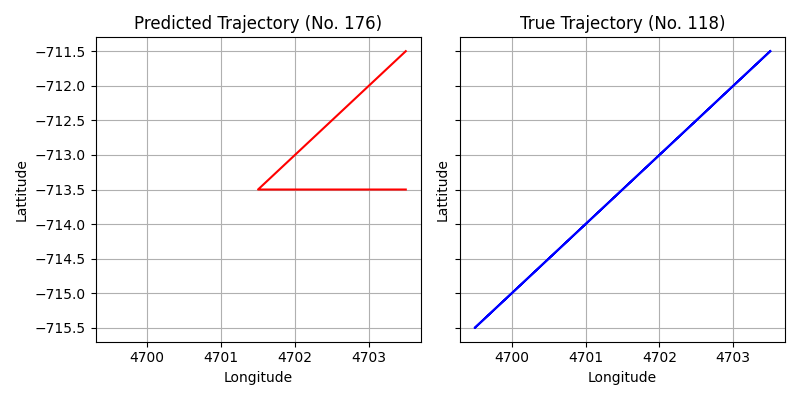 Predicted Trajectory (No. 176)
True Trajectory (No. 118)
−711.5
−712.0
−712.5
−713.0
−713.5
−714.0
−714.5
−715.0
−715.5
Lattitude
Lattitude
4700 4701 4702 4703
4700 4701 4702 4703
Longitude
Longitude